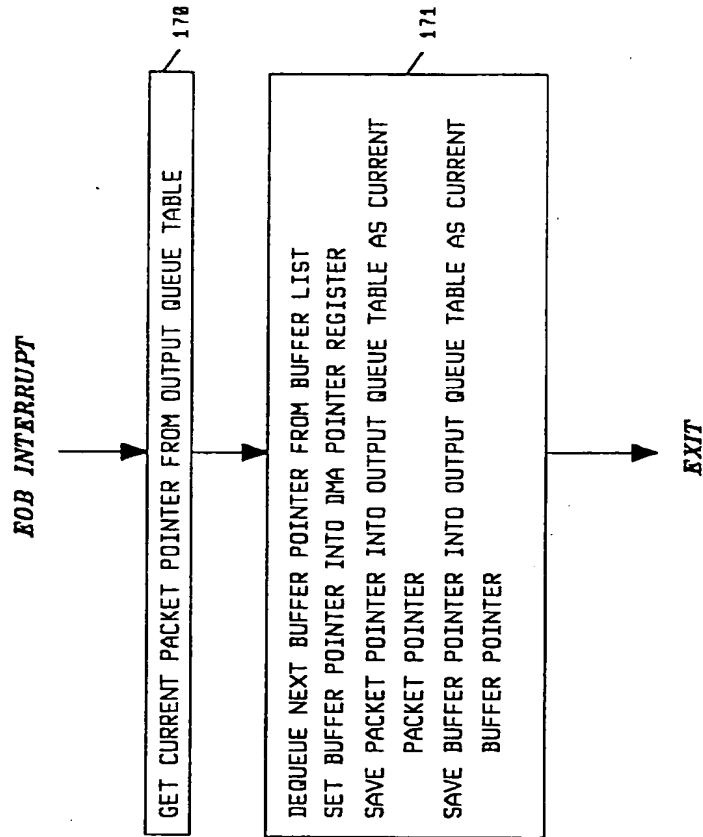 EOB INTERRUPT
GET CURRENT PACKET POINTER FROM OUTPUT QUEUE TABLE
170
DEQUEUE NEXT BUFFER POINTER FROM BUFFER LIST
SET BUFFER POINTER INTO DMA POINTER REGISTER
SAVE PACKET POINTER INTO OUTPUT QUEUE TABLE AS CURRENT
PACKET POINTER
SAVE BUFFER POINTER INTO OUTPUT QUEUE TABLE AS CURRENT
BUFFER POINTER
171
EXIT